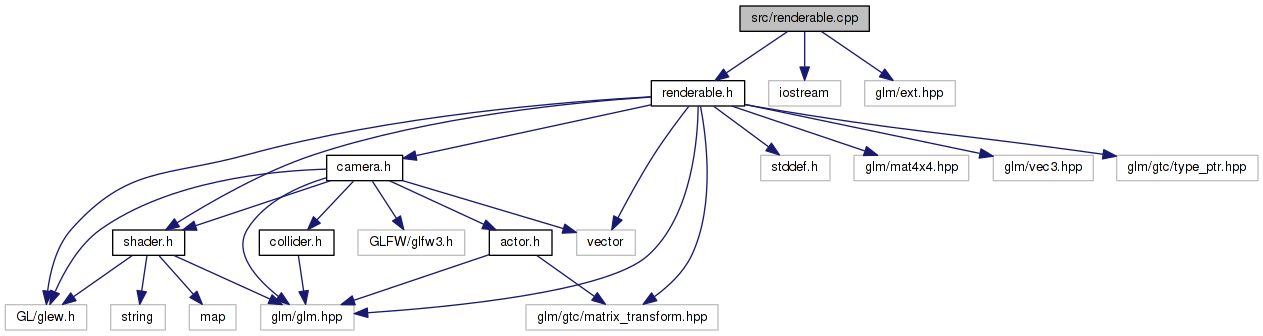 src/renderable.cpp
renderable.h
iostream
glm/ext.hpp
camera.h
stddef.h
glm/mat4x4.hpp
glm/vec3.hpp
glm/gtc/type_ptr.hpp
shader.h
collider.h
GLFW/glfw3.h
actor.h
vector
GL/glew.h
string
map
glm/glm.hpp
glm/gtc/matrix_transform.hpp